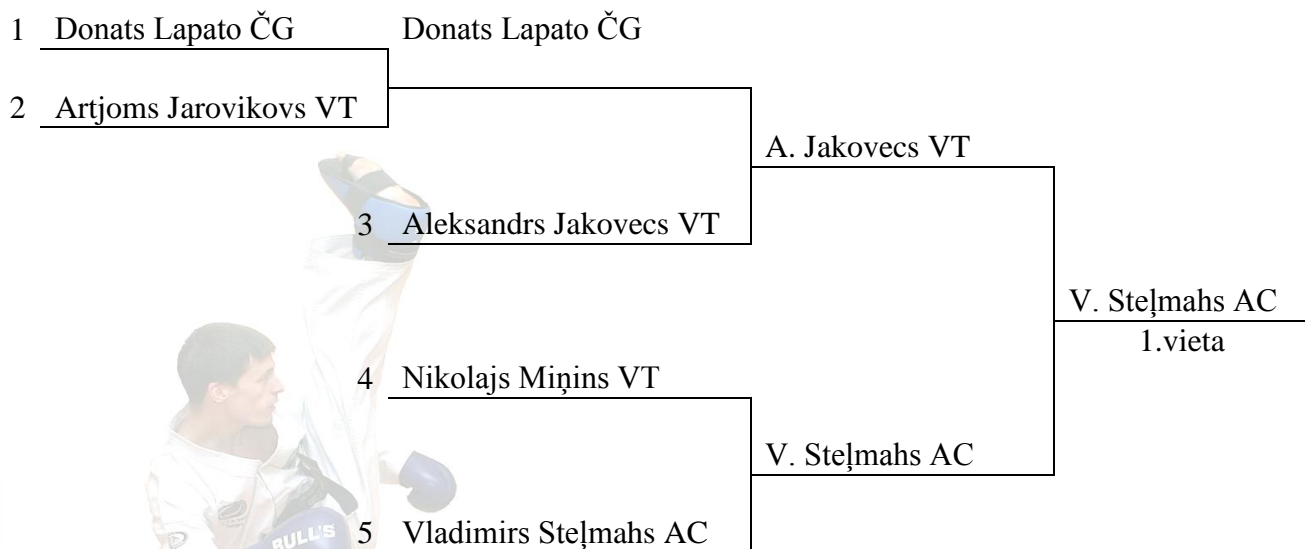 1 Donats Lapato ČG Donats Lapato ČG
2 Artjoms Jarovikovs VT
A. Jakovecs VT
3 Aleksandrs Jakovecs VT
V. Steļmahs AC
1.vieta
4 Nikolajs Miņins VT
V. Steļmahs AC
5 Vladimirs Steļmahs AC
BULL'S